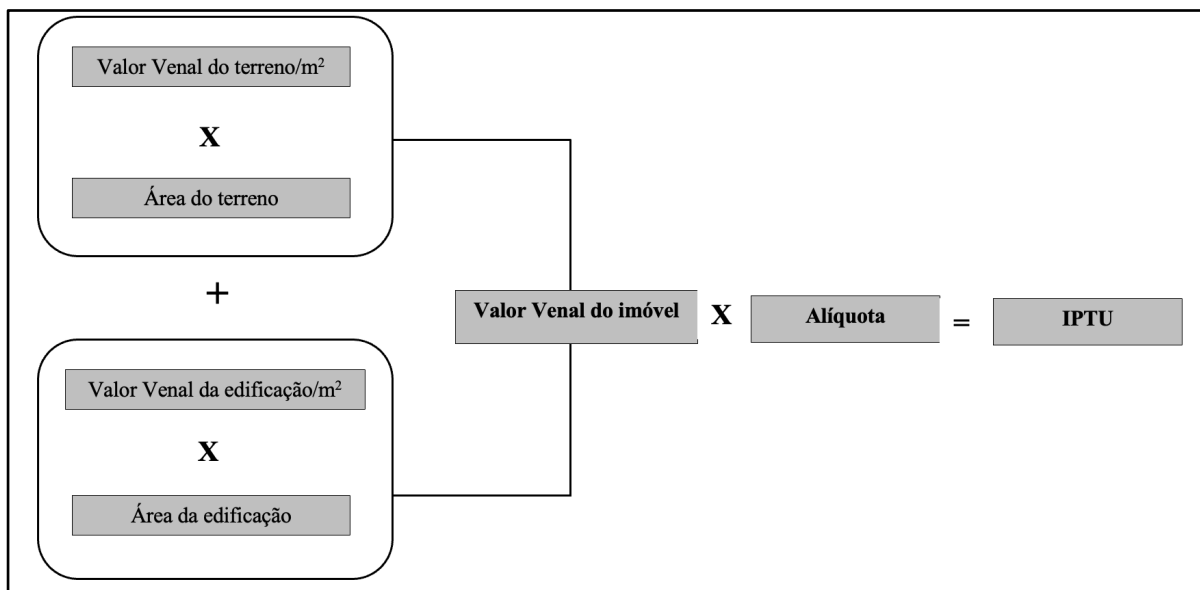 Valor Venal do terreno/m²
X
Área do terreno
+
Valor Venal da edificação/m²
X
Área da edificação
Valor Venal do imóvel X Alíquota = IPTU